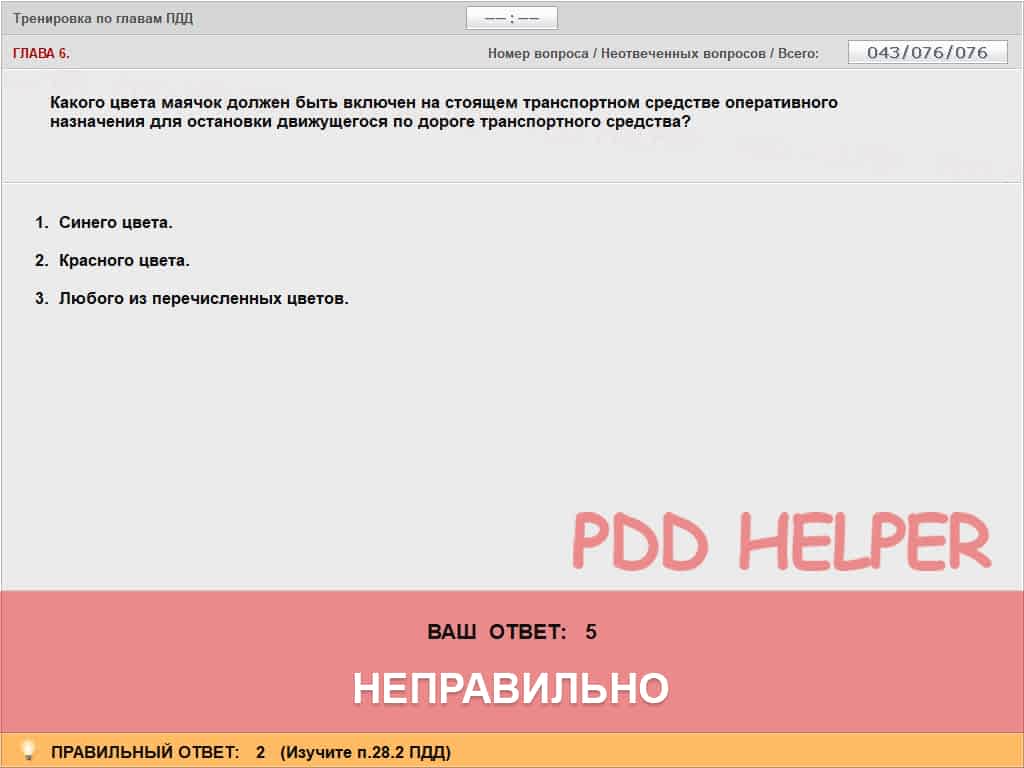 Тренировка по главам ПДД
—— : ——
ГЛАВА 6.
Номер вопроса / Неотвеченных вопросов / Всего: 043/076/076
Какого цвета маячок должен быть включен на стоящем транспортном средстве оперативного
назначения для остановки движущегося по дороге транспортного средства?
1. Синего цвета.
2. Красного цвета.
3. Любого из перечисленных цветов.
PDD HELPER
ВАШ ОТВЕТ: 5
НЕПРАВИЛЬНО
ПРАВИЛЬНЫЙ ОТВЕТ: 2 (Изучите п.28.2 ПДД)